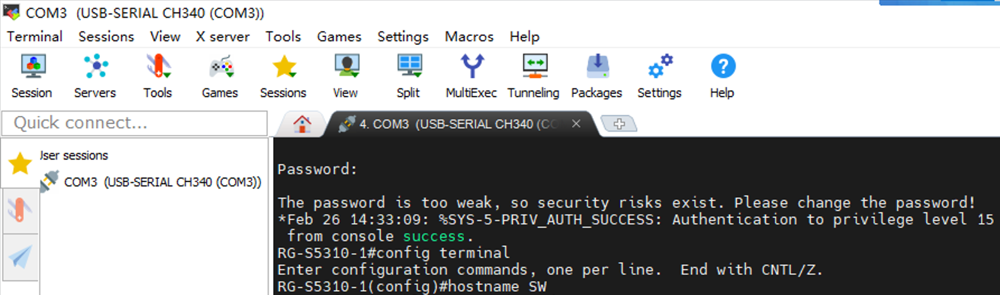 COM3 (USB-SERIAL CH340 (COM3))
Terminal Sessions View X server Tools Games Settings Macros Help
Session Servers Tools Games Sessions View Split MultiExec Tunneling Packages Settings Help
Quick connect...
4. COM3 (USB-SERIAL CH340 (CO
User sessions
COM3 (USB-SERIAL CH340 (COM3))
Password:
The password is too weak, so security risks exist. Please change the password!
*Feb 26 14:33:09: %SYS-5-PRIV_AUTH_SUCCESS: Authentication to privilege level 15
from console success.
RG-S5310-1#config terminal
Enter configuration commands, one per line. End with CNTL/Z.
RG-S5310-1(config)#hostname SW